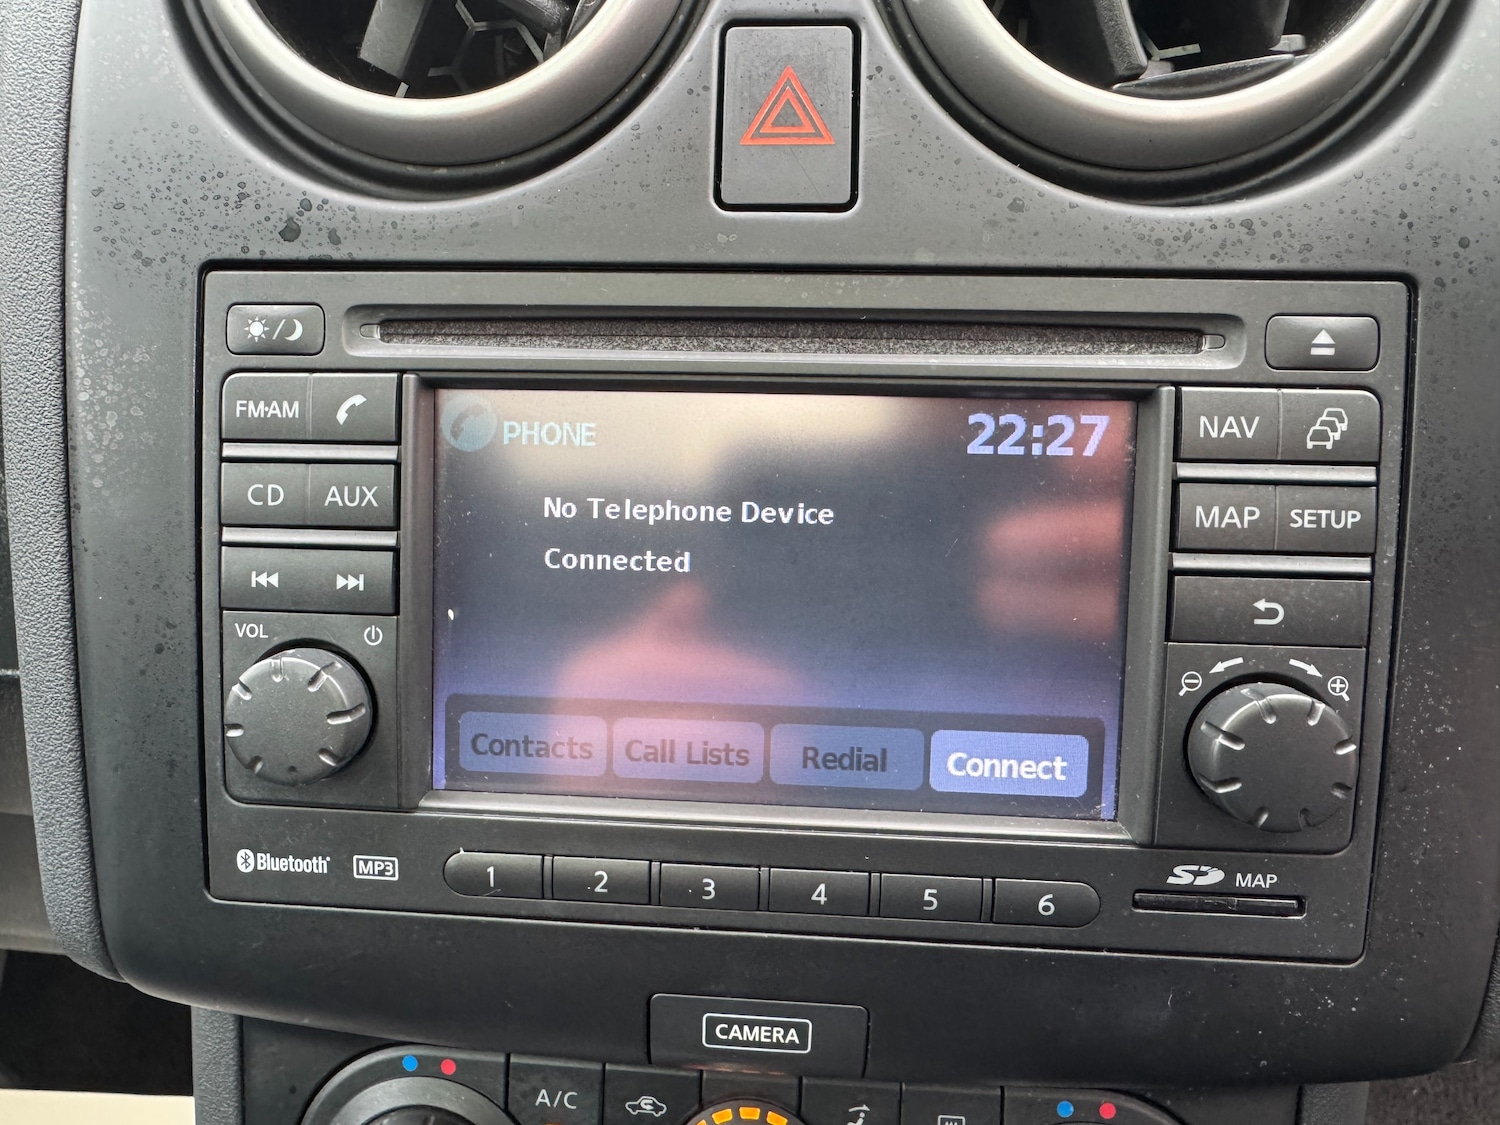 FM·AM
CD AUX
VOL
PHONE 22:27
No Telephone Device
Connected
Contacts Call Lists Redial Connect
NAV
MAP SETUP
Bluetooth® MP3
1 2 3 4 5 6
SD MAP
CAMERA
A/C